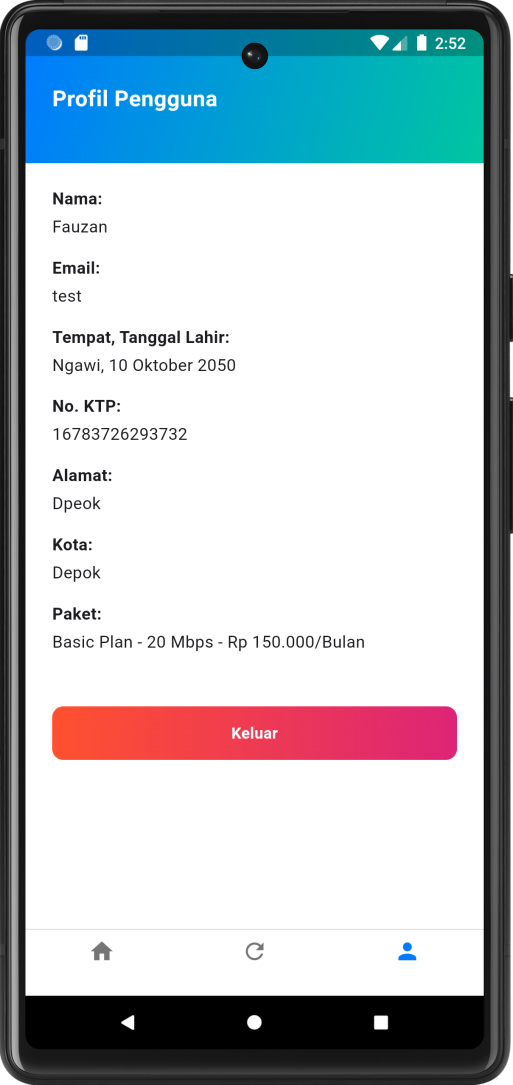 2:52
Profil Pengguna
Nama:
Fauzan
Email:
test
Tempat, Tanggal Lahir:
Ngawi, 10 Oktober 2050
No. KTP:
16783726293732
Alamat:
Dpeok
Kota:
Depok
Paket:
Basic Plan - 20 Mbps - Rp 150.000/Bulan
Keluar